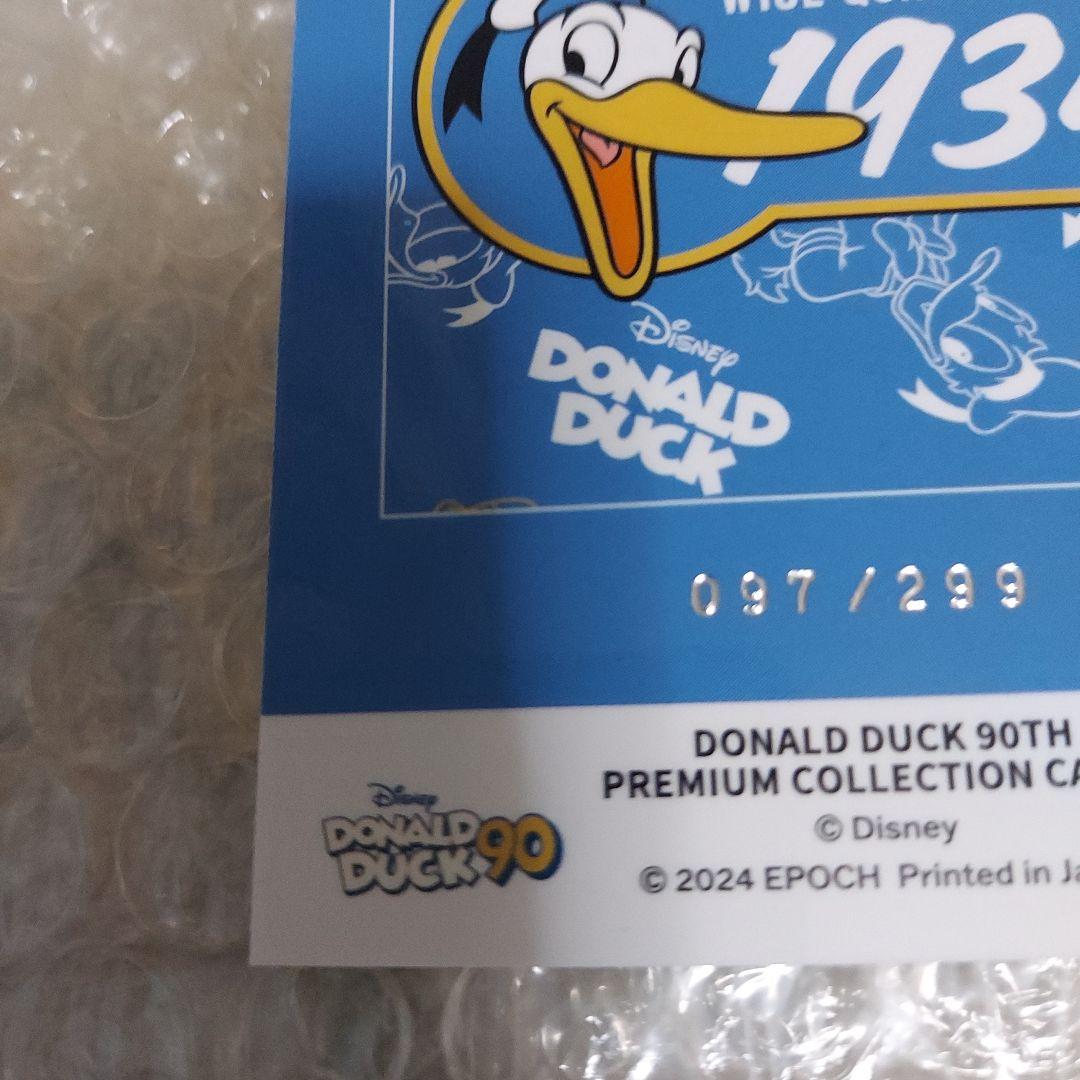 193
Disney
DONALD
DUCK
097/299
DONALD DUCK 90TH
PREMIUM COLLECTION CA
Disney
DONALD
DUCK 90
© Disney
© 2024 EPOCH Printed in Ja